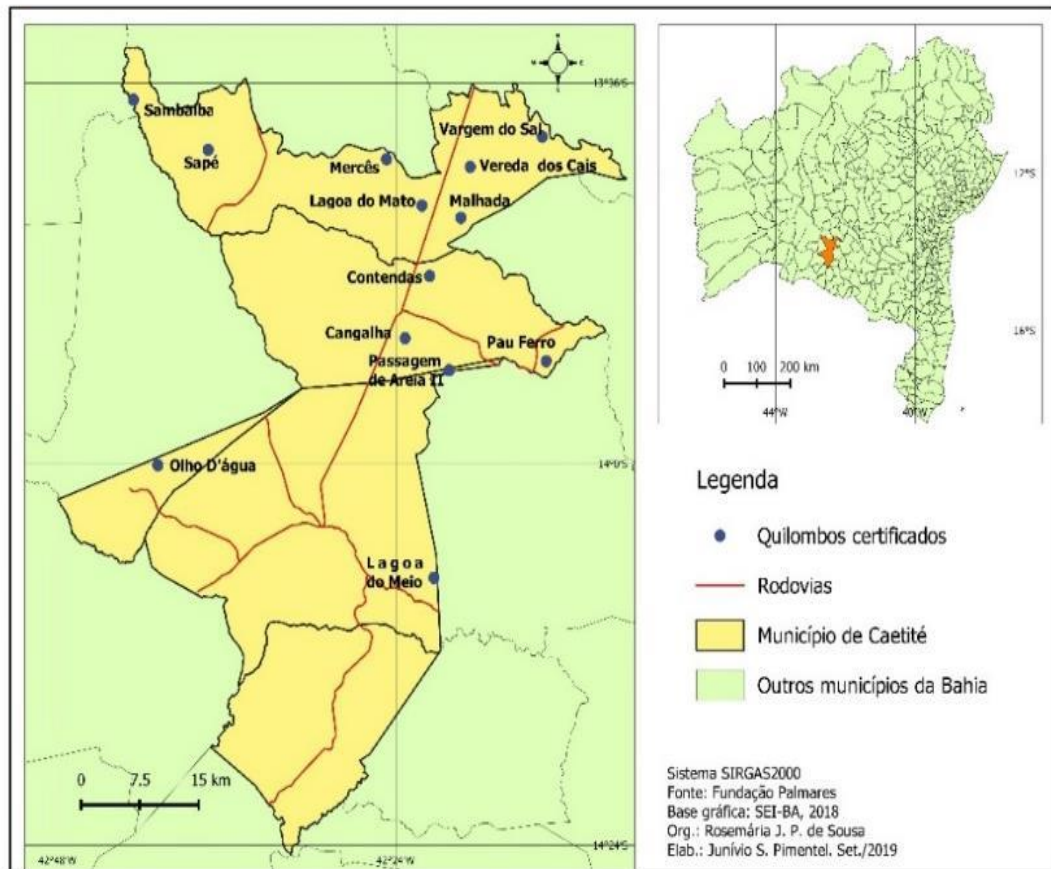 13°36'S
Sambaíba
Vargem do Sal
Sapé
Mercês
Vereda dos Cais
Lagoa do Mato
Malhada
Contendas
Cangalha
Pau Ferro
Passagem
de Areia II
14°0'S
Olho D'água
Lagoa
do Meio
0 7.5 15 km
14°24'S
42°48'W
42°24'W
12°S
16°S
0 100 200 km
44°W
40°W
Legenda
Quilombos certificados
Rodovias
Município de Caetité
Outros municípios da Bahia
Sistema SIRGAS2000
Fonte: Fundação Palmares
Base gráfica: SEI-BA, 2018
Org.: Rosemária J. P. de Sousa
Elab.: Junívio S. Pimentel. Set./2019